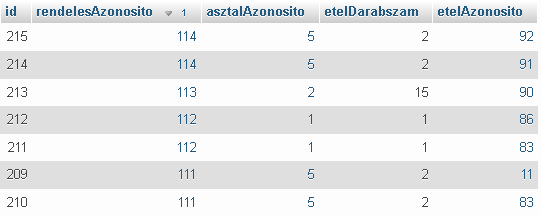 id rendelesAzonosito 1 asztalAzonosito etelDarabszam etelAzonosito
215 114 5 2 92
214 114 5 2 91
213 113 2 15 90
212 112 1 1 86
211 112 1 1 83
209 111 5 2 11
210 111 5 2 83